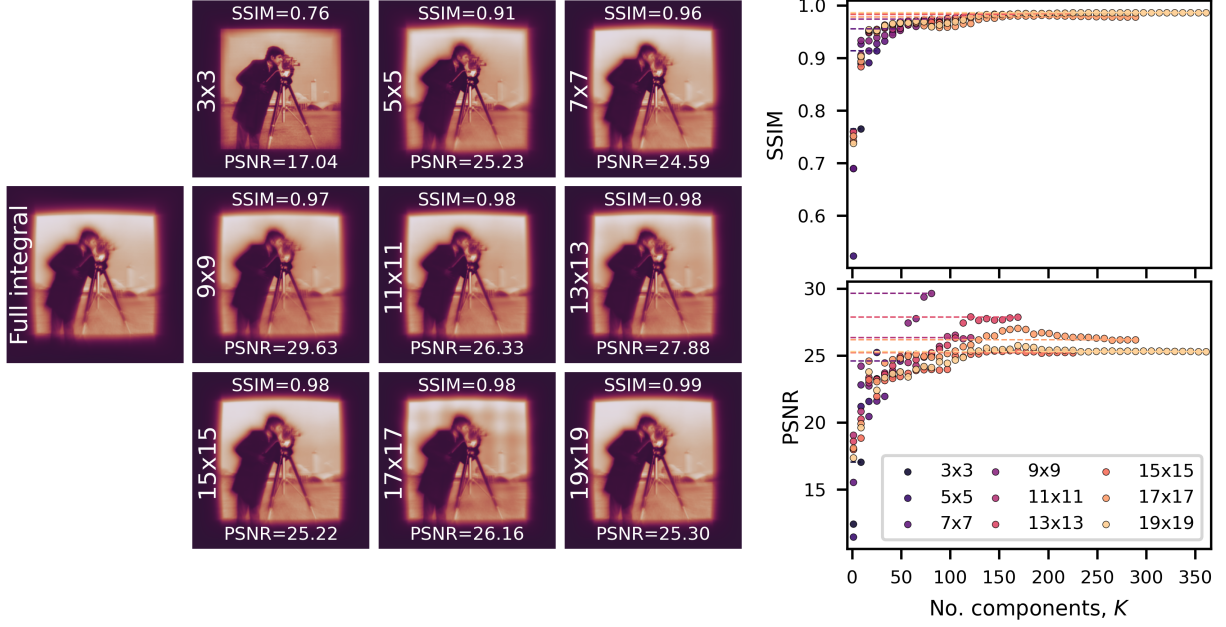 SSIM=0.76
3x3
PSNR=17.04
SSIM=0.91
5x5
PSNR=25.23
SSIM=0.96
7x7
PSNR=24.59
Full integral
SSIM=0.97
9x9
PSNR=29.63
SSIM=0.98
11x11
PSNR=26.33
SSIM=0.98
13x13
PSNR=27.88
SSIM=0.98
15x15
PSNR=25.22
SSIM=0.98
17x17
PSNR=26.16
SSIM=0.99
19x19
PSNR=25.30
SSIM
1.0
0.9
0.8
0.7
0.6
PSNR
30
25
20
15
3x3
5x5
7x7
9x9
11x11
13x13
15x15
17x17
19x19
0 50 100 150 200 250 300 350
No. components, K